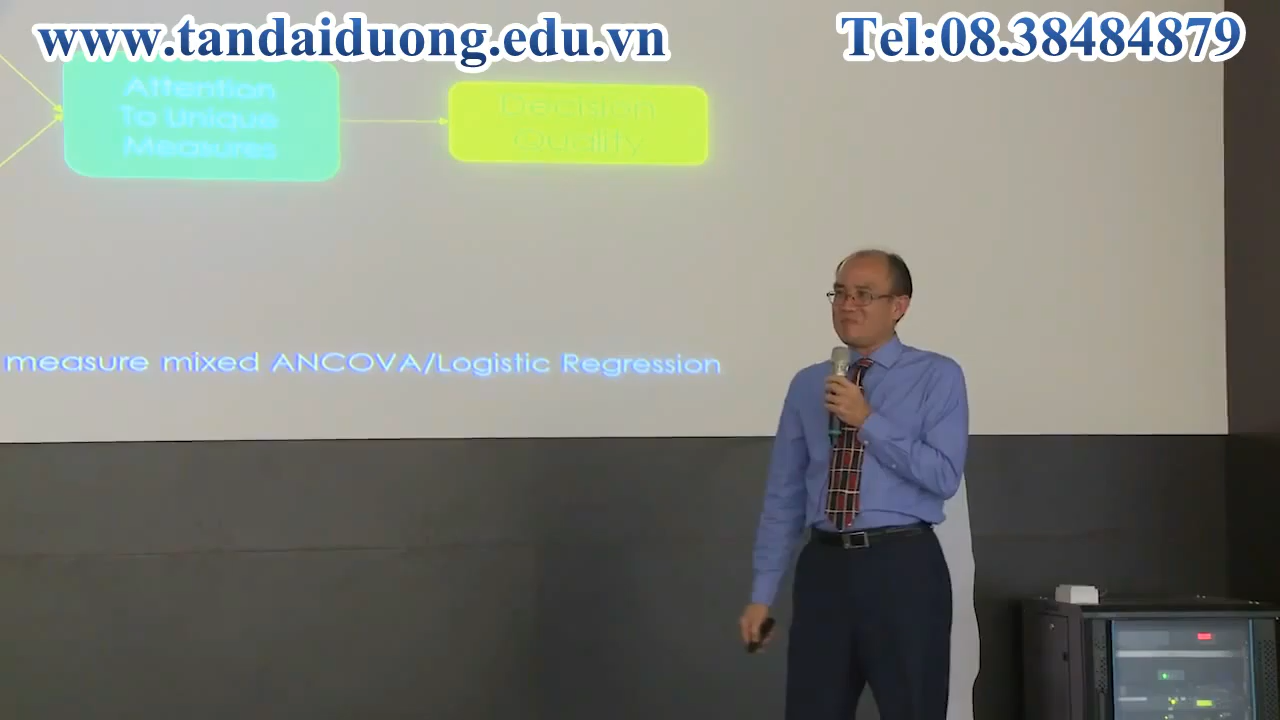 www.tandaiduong.edu.vn
Tel:08.38484879
Attention
To Unique
Measures
Decision
Quality
measure mixed ANCOVA/Logistic Regression